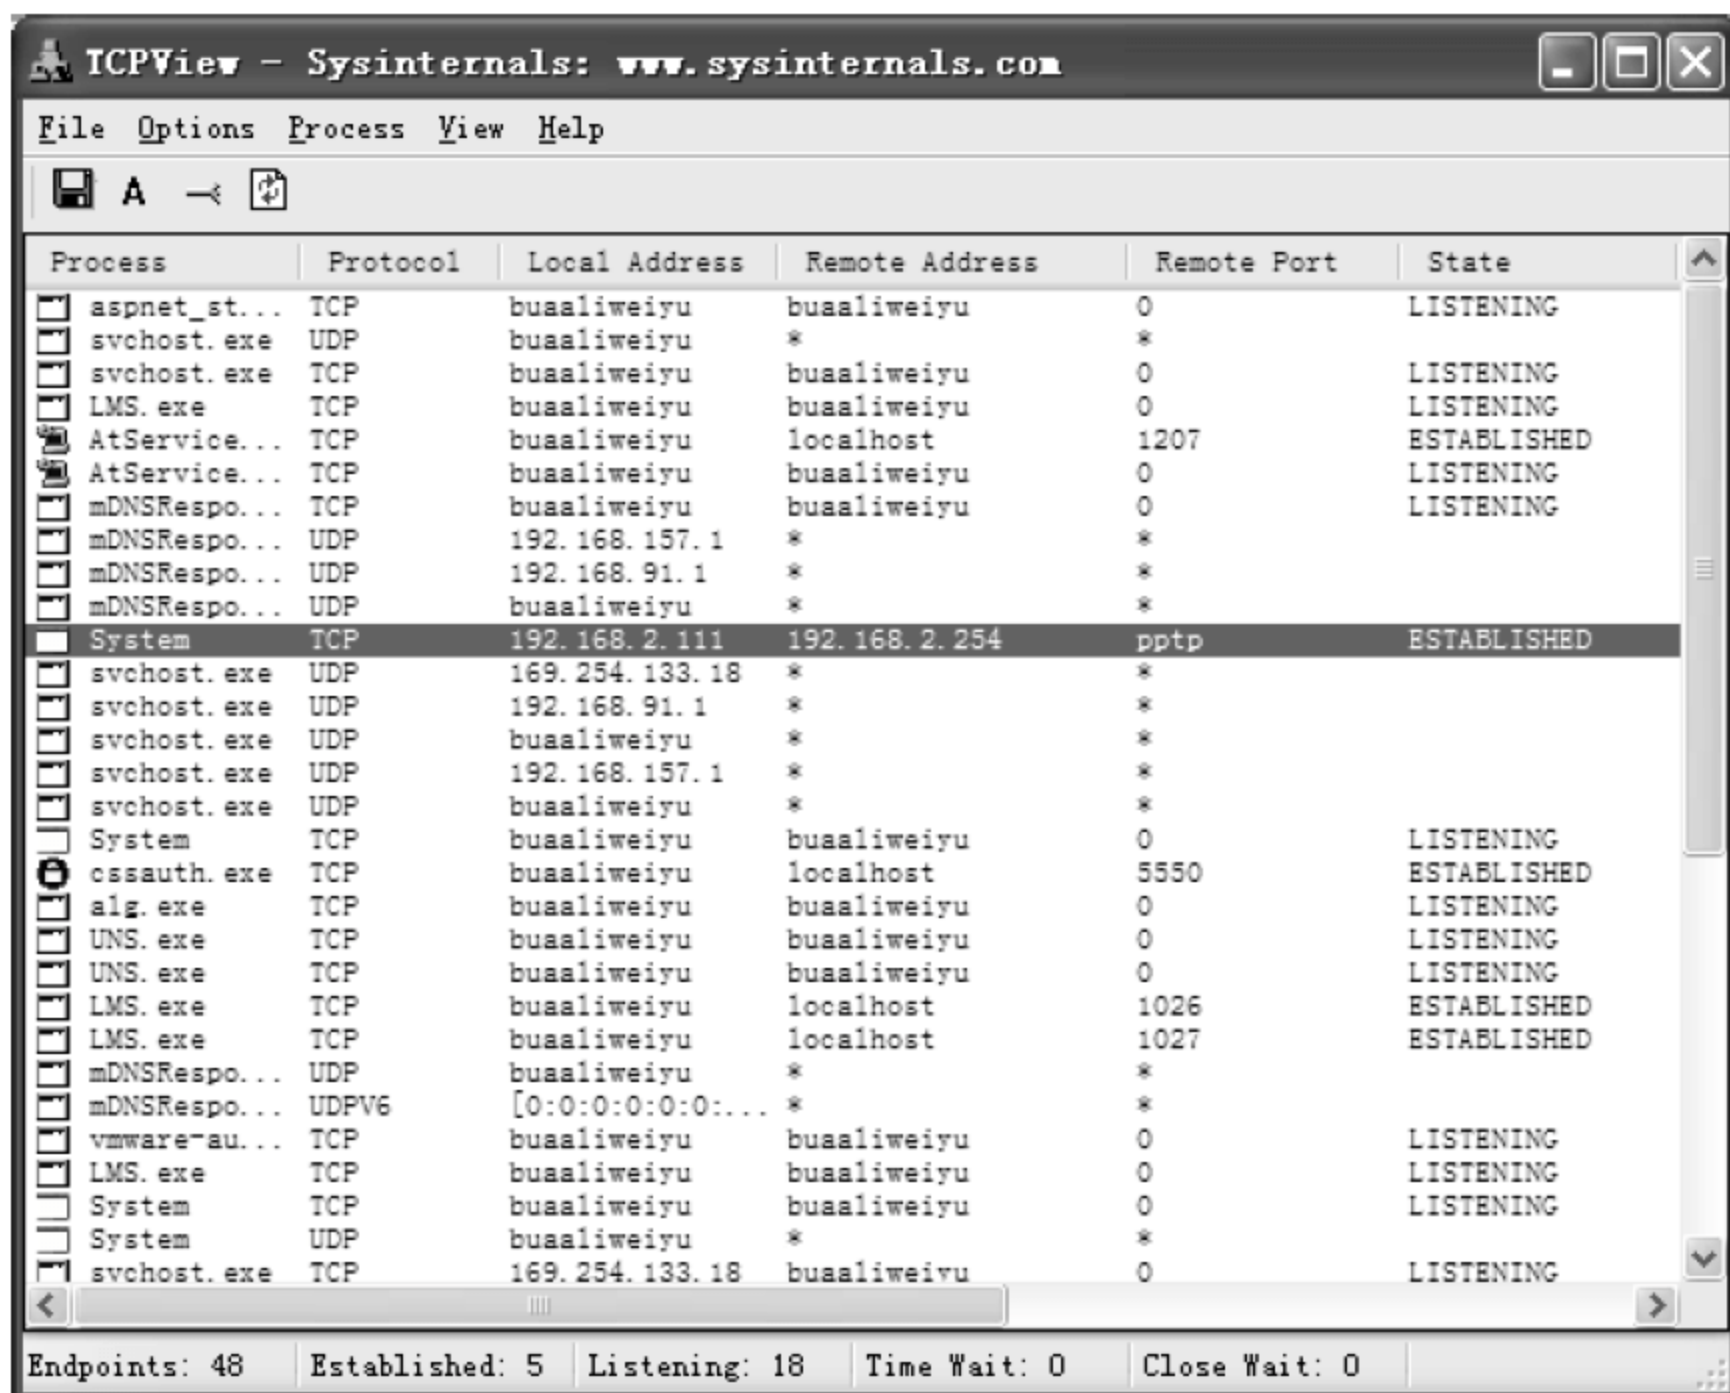 TCPView - Sysinternals: www.sysinternals.com
File Options Process View Help
A
Process Protocol Local Address Remote Address Remote Port State
aspnet_st... TCP buaaliweiyu buaaliweiyu 0 LISTENING
svchost.exe UDP buaaliweiyu * *
svchost.exe TCP buaaliweiyu buaaliweiyu 0 LISTENING
LMS.exe TCP buaaliweiyu buaaliweiyu 0 LISTENING
AtService... TCP buaaliweiyu localhost 1207 ESTABLISHED
AtService... TCP buaaliweiyu buaaliweiyu 0 LISTENING
mDNSRespo... TCP buaaliweiyu buaaliweiyu 0 LISTENING
mDNSRespo... UDP 192.168.157.1 * *
mDNSRespo... UDP 192.168.91.1 * *
mDNSRespo... UDP buaaliweiyu * *
System TCP 192.168.2.111 192.168.2.254 pptp ESTABLISHED
svchost.exe UDP 169.254.133.18 * *
svchost.exe UDP 192.168.91.1 * *
svchost.exe UDP buaaliweiyu * *
svchost.exe UDP 192.168.157.1 * *
svchost.exe UDP buaaliweiyu * *
System TCP buaaliweiyu buaaliweiyu 0 LISTENING
cssauth.exe TCP buaaliweiyu localhost 5550 ESTABLISHED
alg.exe TCP buaaliweiyu buaaliweiyu 0 LISTENING
UNS.exe TCP buaaliweiyu buaaliweiyu 0 LISTENING
UNS.exe TCP buaaliweiyu buaaliweiyu 0 LISTENING
LMS.exe TCP buaaliweiyu localhost 1026 ESTABLISHED
LMS.exe TCP buaaliweiyu localhost 1027 ESTABLISHED
mDNSRespo... UDP buaaliweiyu * *
mDNSRespo... UDPV6 [0:0:0:0:0:0:... * *
vmware-au... TCP buaaliweiyu buaaliweiyu 0 LISTENING
LMS.exe TCP buaaliweiyu buaaliweiyu 0 LISTENING
System TCP buaaliweiyu buaaliweiyu 0 LISTENING
System UDP buaaliweiyu * *
svchost.exe TCP 169.254.133.18 buaaliweiyu 0 LISTENING
Endpoints: 48 Established: 5 Listening: 18 Time Wait: 0 Close Wait: 0